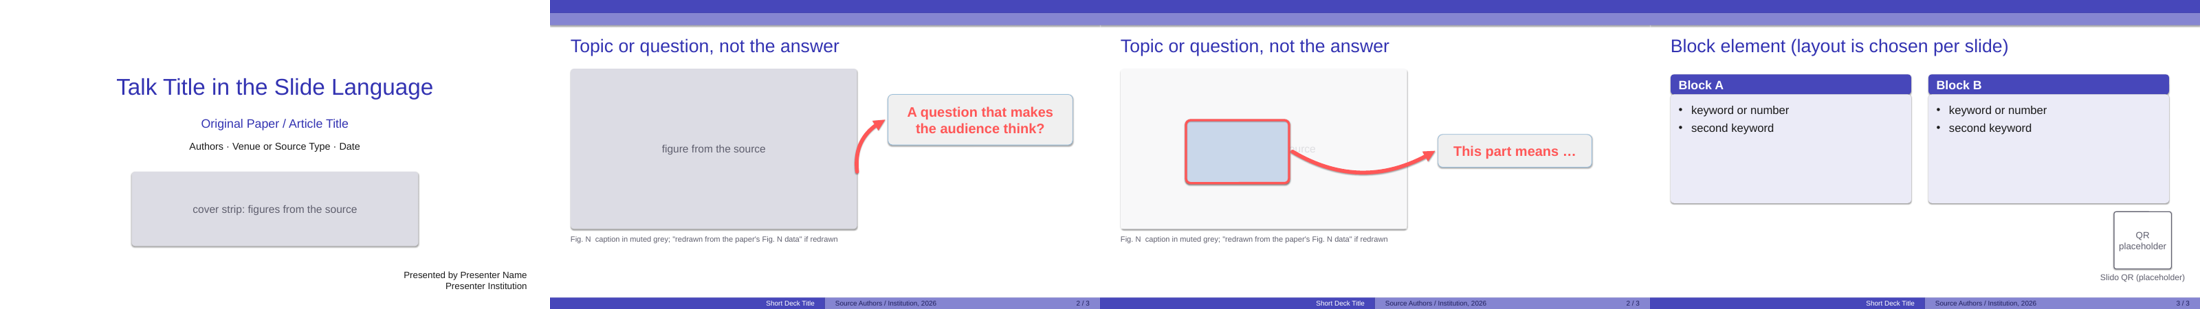 Talk Title in the Slide Language
Original Paper / Article Title
Authors · Venue or Source Type · Date
cover strip: figures from the source
Presented by Presenter Name
Presenter Institution
Topic or question, not the answer
figure from the source
A question that makes
the audience think?
Fig. N  caption in muted grey; "redrawn from the paper's Fig. N data" if redrawn
Short Deck Title
Source Authors / Institution, 2026
2 / 3
Topic or question, not the answer
This part means …
Fig. N  caption in muted grey; "redrawn from the paper's Fig. N data" if redrawn
Short Deck Title
Source Authors / Institution, 2026
2 / 3
Block element (layout is chosen per slide)
Block A
• keyword or number
• second keyword
Block B
• keyword or number
• second keyword
QR
placeholder
Slido QR (placeholder)
Short Deck Title
Source Authors / Institution, 2026
3 / 3